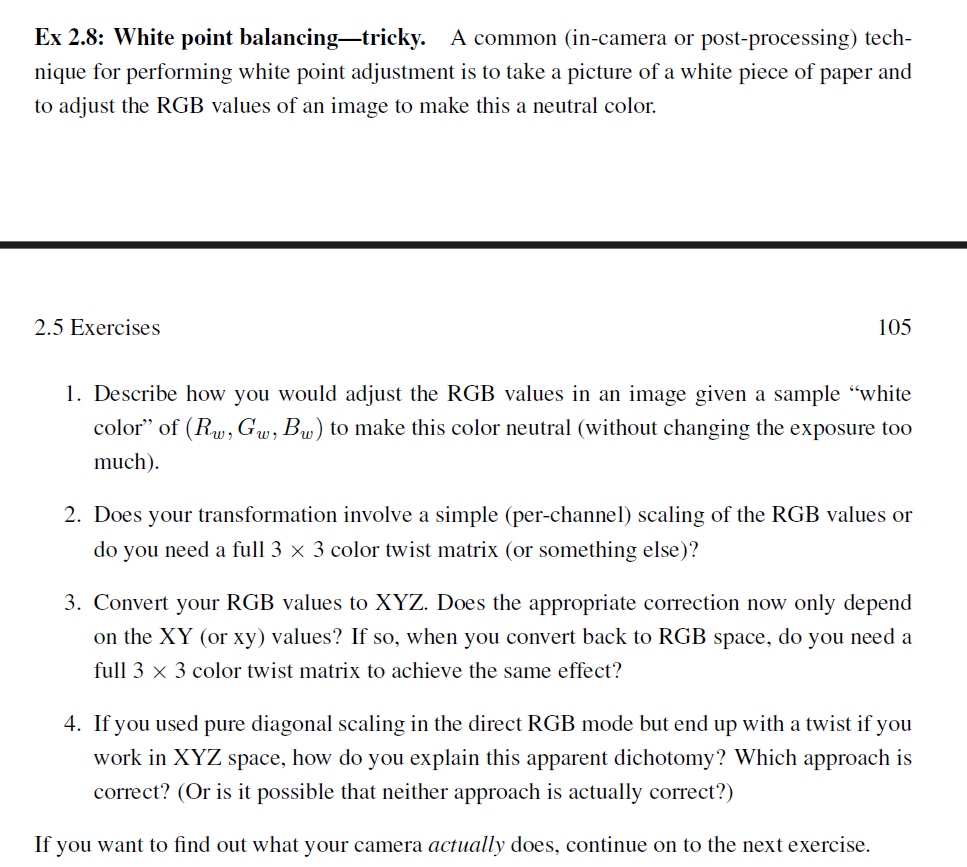 Ex 2.8: White point balancing—tricky. A common (in-camera or post-processing) tech-
nique for performing white point adjustment is to take a picture of a white piece of paper and
to adjust the RGB values of an image to make this a neutral color.
2.5 Exercises 105
1. Describe how you would adjust the RGB values in an image given a sample “white
color” of (Rw, Gw, Bw) to make this color neutral (without changing the exposure too
much).
2. Does your transformation involve a simple (per-channel) scaling of the RGB values or
do you need a full 3 × 3 color twist matrix (or something else)?
3. Convert your RGB values to XYZ. Does the appropriate correction now only depend
on the XY (or xy) values? If so, when you convert back to RGB space, do you need a
full 3 × 3 color twist matrix to achieve the same effect?
4. If you used pure diagonal scaling in the direct RGB mode but end up with a twist if you
work in XYZ space, how do you explain this apparent dichotomy? Which approach is
correct? (Or is it possible that neither approach is actually correct?)
If you want to find out what your camera actually does, continue on to the next exercise.